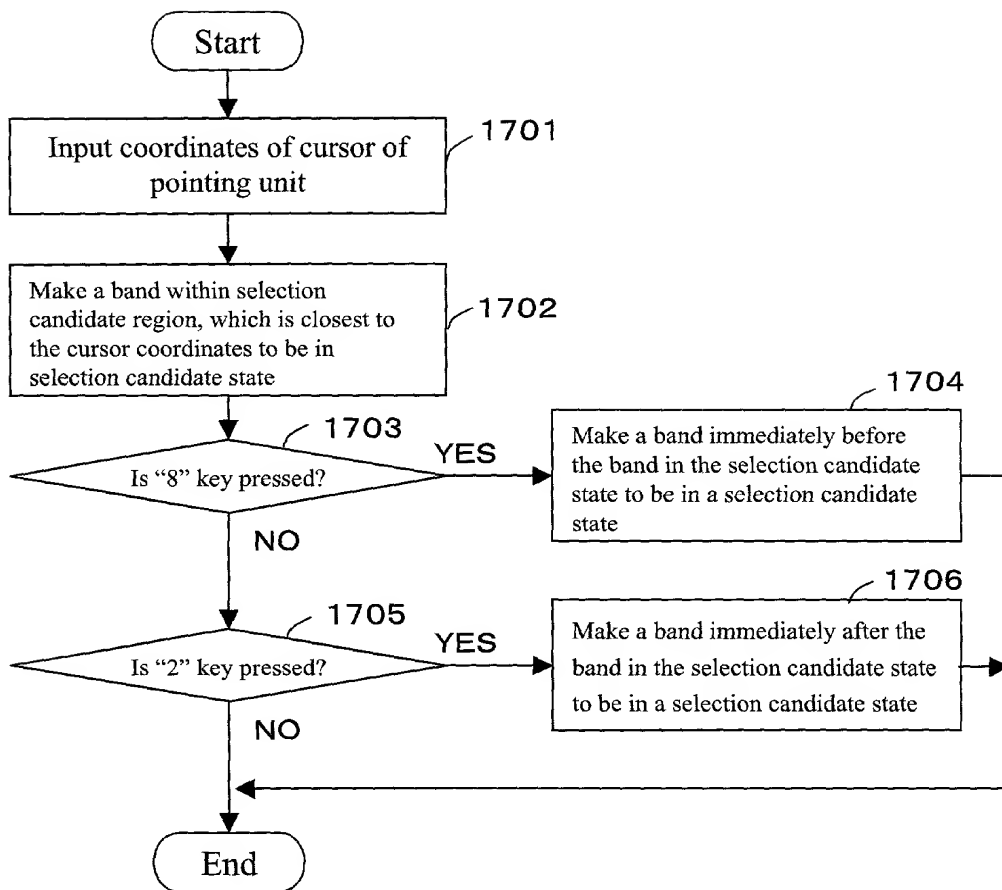 Start
1701
Input coordinates of cursor of
pointing unit
1702
Make a band within selection
candidate region, which is closest to
the cursor coordinates to be in
selection candidate state
1703
Is “8” key pressed?
YES
NO
1704
Make a band immediately before
the band in the selection candidate
state to be in a selection candidate
state
1705
Is “2” key pressed?
YES
NO
1706
Make a band immediately after the
band in the selection candidate state
to be in a selection candidate state
End